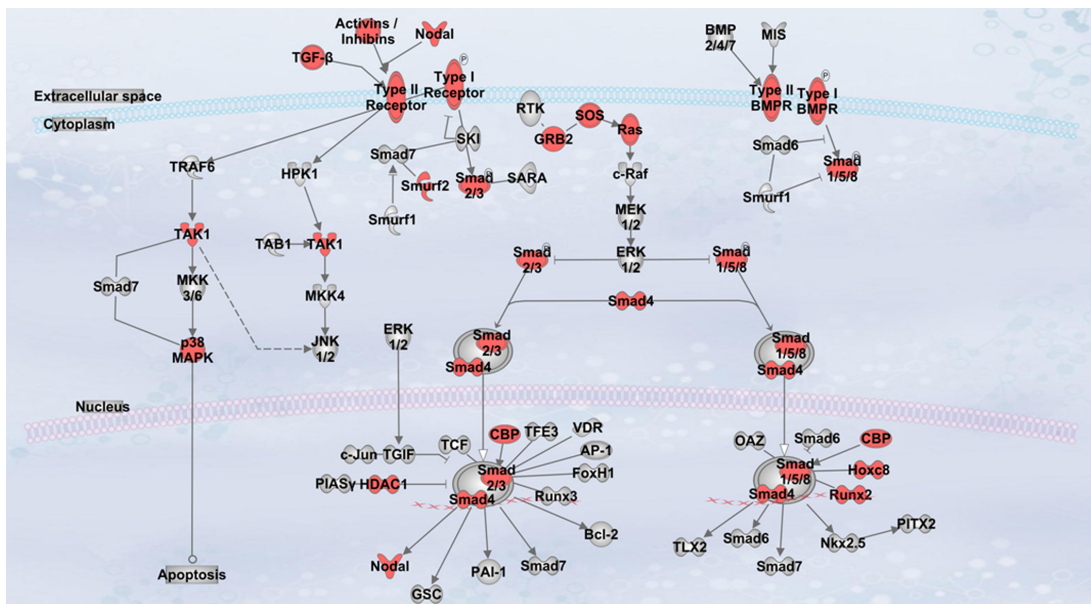 Activins /
Inhibins
Nodal
TGF-β
Type II
Receptor
Type I
Receptor
P
BMP
2/4/7
MIS
Type II
BMPR
Type I
BMPR
P
Extracellular space
Cytoplasm
RTK
GRB2
SOS
Ras
TRAF6
HPK1
Smad7
SKI
Smurf2
Smad
2/3
P
SARA
Smurf1
c-Raf
MEK
1/2
ERK
1/2
Smad6
Smad
1/5/8
P
Smurf1
TAK1
TAB1
TAK1
Smad7
MKK
3/6
MKK4
p38
MAPK
JNK
1/2
ERK
1/2
Smad
2/3
P
Smad
1/5/8
P
Smad4
Smad
2/3
Smad4
Smad
1/5/8
Smad4
Nucleus
c-Jun
TGIF
TCF
CBP
TFE3
VDR
AP-1
FoxH1
PIASγ
HDAC1
Smad
2/3
Smad4
Runx3
Bcl-2
Nodal
GSC
PAI-1
Smad7
Apoptosis
OAZ
Smad6
CBP
Smad
1/5/8
Smad4
Hoxc8
Runx2
TLX2
Smad6
Smad7
Nkx2.5
PITX2